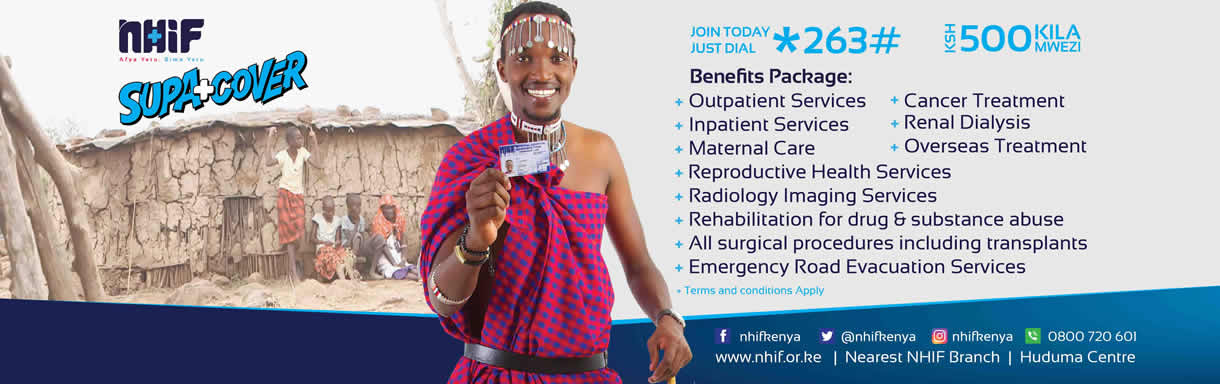 NHiF
Afya Yetu. Bima Yetu
SUPA+COVER
JOIN TODAY
JUST DIAL
*263#
KSH 500 KILA
MWEZI
Benefits Package:
+ Outpatient Services
+ Inpatient Services
+ Maternal Care
+ Reproductive Health Services
+ Radiology Imaging Services
+ Rehabilitation for drug & substance abuse
+ All surgical procedures including transplants
+ Emergency Road Evacuation Services
+ Cancer Treatment
+ Renal Dialysis
+ Overseas Treatment
+ Terms and conditions Apply
nhifkenya @nhifkenya nhifkenya 0800 720 601
www.nhif.or.ke | Nearest NHIF Branch | Huduma Centre